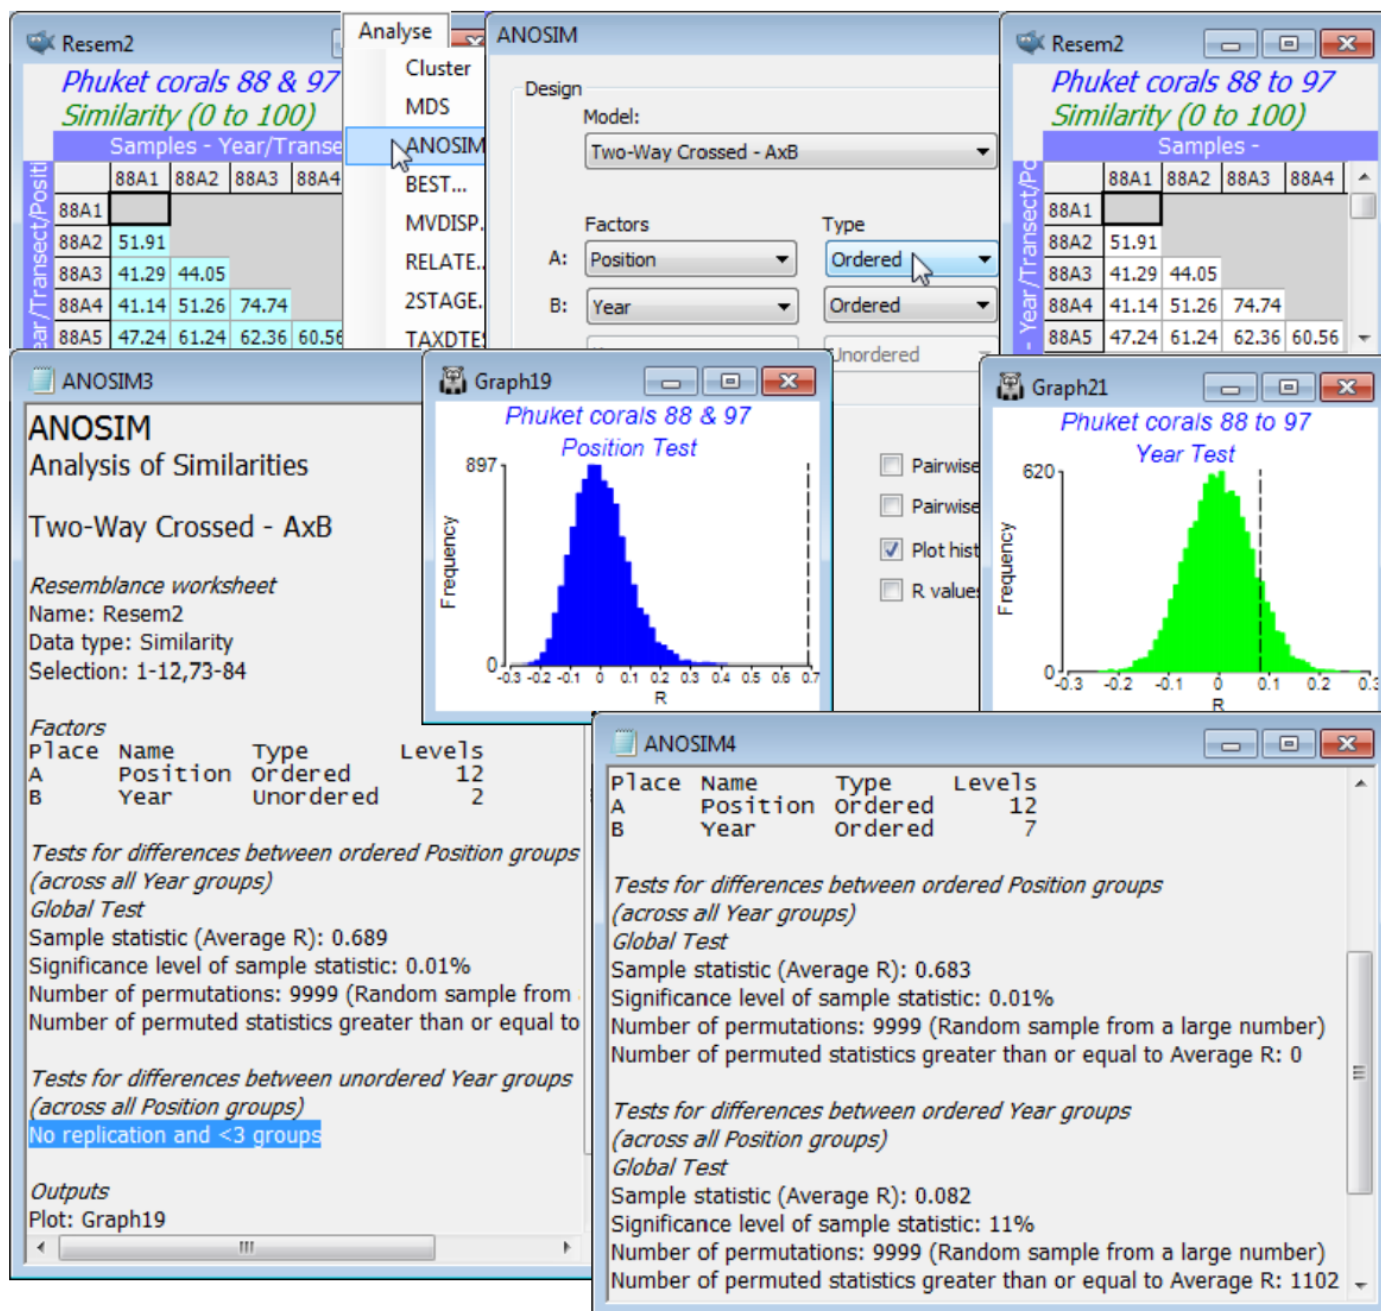 Resem2
Phuket corals 88 & 97
Similarity (0 to 100)
Samples - Year/Transe
ear/Transect/Positi
88A1 88A2 88A3 88A4
88A1
88A2 51.91
88A3 41.29 44.05
88A4 41.14 51.26 74.74
88A5 47.24 61.24 62.36 60.56
Analyse
Cluster
MDS
ANOSIM
BEST...
MVDISP.
RELATE..
2STAGE.
TAXDTES
ANOSIM
Design
Model:
Two-Way Crossed - AxB
Factors Type
A: Position Ordered
B: Year Ordered
Unordered
Pairwise
Pairwise
Plot hist
R values
Resem2
Phuket corals 88 to 97
Similarity (0 to 100)
Samples -
- Year/Transect/Po
88A1 88A2 88A3 88A4
88A1
88A2 51.91
88A3 41.29 44.05
88A4 41.14 51.26 74.74
88A5 47.24 61.24 62.36 60.56
ANOSIM3
ANOSIM
Analysis of Similarities
Two-Way Crossed - AxB
Resemblance worksheet
Name: Resem2
Data type: Similarity
Selection: 1-12,73-84
Factors
Place Name Type Levels
A Position Ordered 12
B Year Unordered 2
Tests for differences between ordered Position groups
(across all Year groups)
Global Test
Sample statistic (Average R): 0.689
Significance level of sample statistic: 0.01%
Number of permutations: 9999 (Random sample from
Number of permuted statistics greater than or equal to
Tests for differences between unordered Year groups
(across all Position groups)
No replication and <3 groups
Outputs
Plot: Graph19
Graph19
Phuket corals 88 & 97
Position Test
897
Frequency
0
-0.3 -0.2 -0.1 0 0.1 0.2 0.3 0.4 0.5 0.6 0.7
R
Graph21
Phuket corals 88 to 97
Year Test
620
Frequency
0
-0.3 -0.2 -0.1 0 0.1 0.2 0.3
R
ANOSIM4
Place Name Type Levels
A Position Ordered 12
B Year Ordered 7
Tests for differences between ordered Position groups
(across all Year groups)
Global Test
Sample statistic (Average R): 0.683
Significance level of sample statistic: 0.01%
Number of permutations: 9999 (Random sample from a large number)
Number of permuted statistics greater than or equal to Average R: 0
Tests for differences between ordered Year groups
(across all Position groups)
Global Test
Sample statistic (Average R): 0.082
Significance level of sample statistic: 11%
Number of permutations: 9999 (Random sample from a large number)
Number of permuted statistics greater than or equal to Average R: 1102